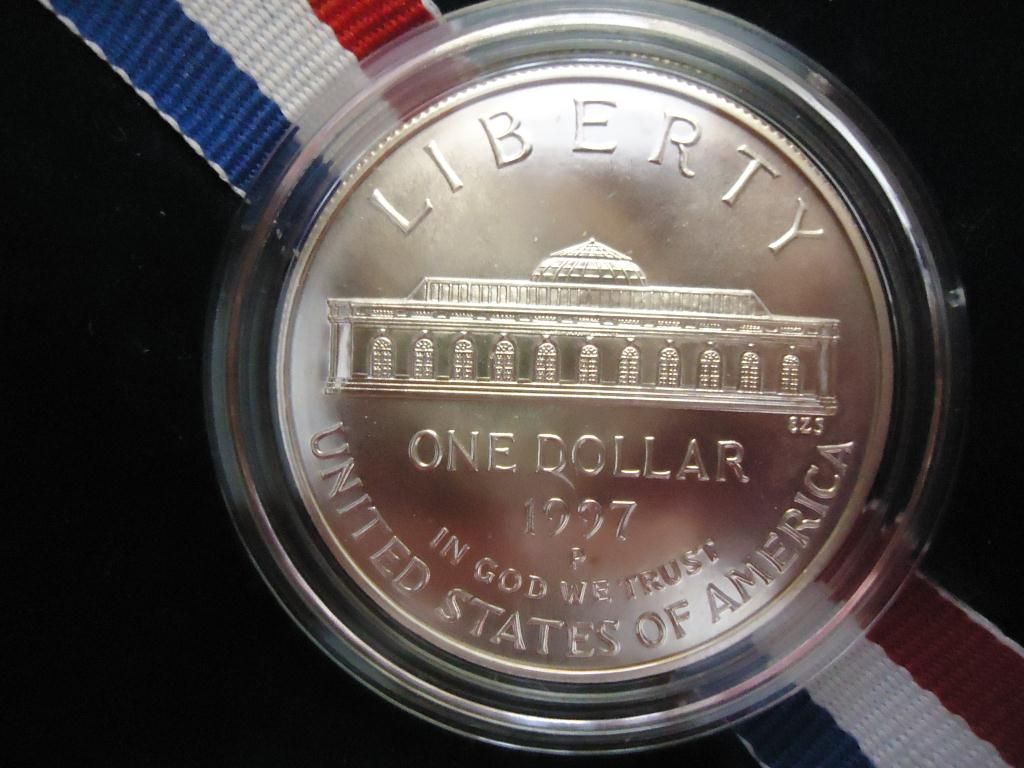 LIBERTY
ONE DOLLAR
1997
P
IN GOD WE TRUST
UNITED STATES OF AMERICA